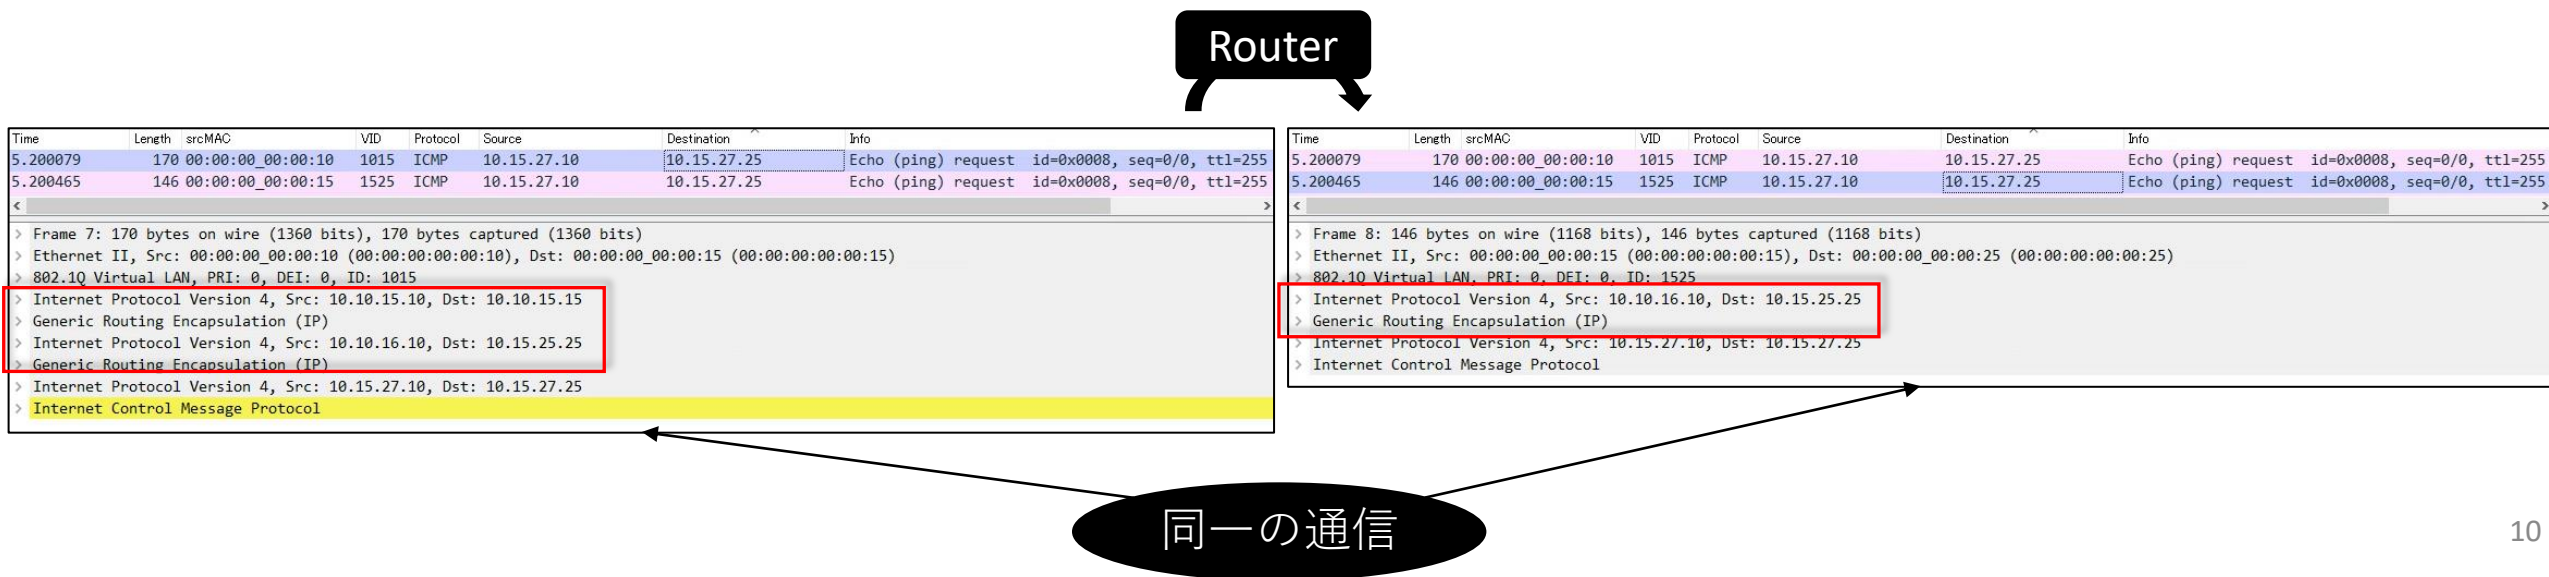 Router
Time Length srcMAC VID Protocol Source Destination Info
5.200079 170 00:00:00_00:00:10 1015 ICMP 10.15.27.10 10.15.27.25 Echo (ping) request id=0x0008, seq=0/0, ttl=255
5.200465 146 00:00:00_00:00:15 1525 ICMP 10.15.27.10 10.15.27.25 Echo (ping) request id=0x0008, seq=0/0, ttl=255
Frame 7: 170 bytes on wire (1360 bits), 170 bytes captured (1360 bits)
Ethernet II, Src: 00:00:00_00:00:10 (00:00:00:00:00:10), Dst: 00:00:00_00:00:15 (00:00:00:00:00:15)
802.1Q Virtual LAN, PRI: 0, DEI: 0, ID: 1015
Internet Protocol Version 4, Src: 10.10.15.10, Dst: 10.10.15.15
Generic Routing Encapsulation (IP)
Internet Protocol Version 4, Src: 10.10.16.10, Dst: 10.15.25.25
Generic Routing Encapsulation (IP)
Internet Protocol Version 4, Src: 10.15.27.10, Dst: 10.15.27.25
Internet Control Message Protocol
Time Length srcMAC VID Protocol Source Destination Info
5.200079 170 00:00:00_00:00:10 1015 ICMP 10.15.27.10 10.15.27.25 Echo (ping) request id=0x0008, seq=0/0, ttl=255
5.200465 146 00:00:00_00:00:15 1525 ICMP 10.15.27.10 10.15.27.25 Echo (ping) request id=0x0008, seq=0/0, ttl=255
Frame 8: 146 bytes on wire (1168 bits), 146 bytes captured (1168 bits)
Ethernet II, Src: 00:00:00_00:00:15 (00:00:00:00:00:15), Dst: 00:00:00_00:00:25 (00:00:00:00:00:25)
802.1Q Virtual LAN, PRI: 0, DEI: 0, ID: 1525
Internet Protocol Version 4, Src: 10.10.16.10, Dst: 10.15.25.25
Generic Routing Encapsulation (IP)
Internet Protocol Version 4, Src: 10.15.27.10, Dst: 10.15.27.25
Internet Control Message Protocol
同一の通信
10